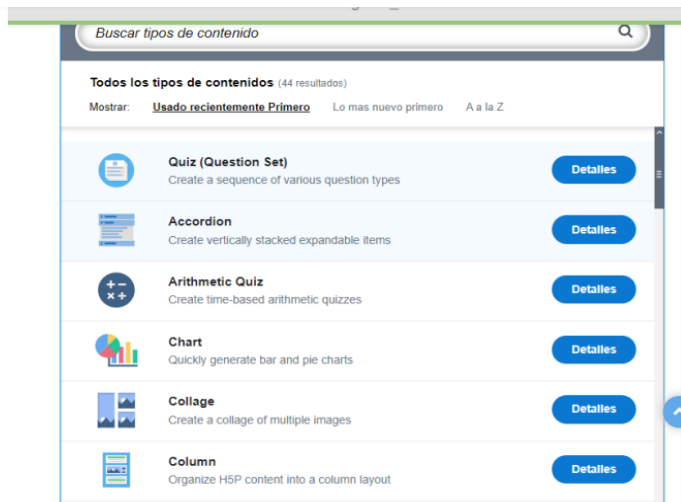 Buscar tipos de contenido
Todos los tipos de contenidos (44 resultados)
Mostrar: Usado recientemente Primero Lo mas nuevo primero A a la Z
Quiz (Question Set)
Create a sequence of various question types
Detalles
Accordion
Create vertically stacked expandable items
Detalles
Arithmetic Quiz
Create time-based arithmetic quizzes
Detalles
Chart
Quickly generate bar and pie charts
Detalles
Collage
Create a collage of multiple images
Detalles
Column
Organize H5P content into a column layout
Detalles